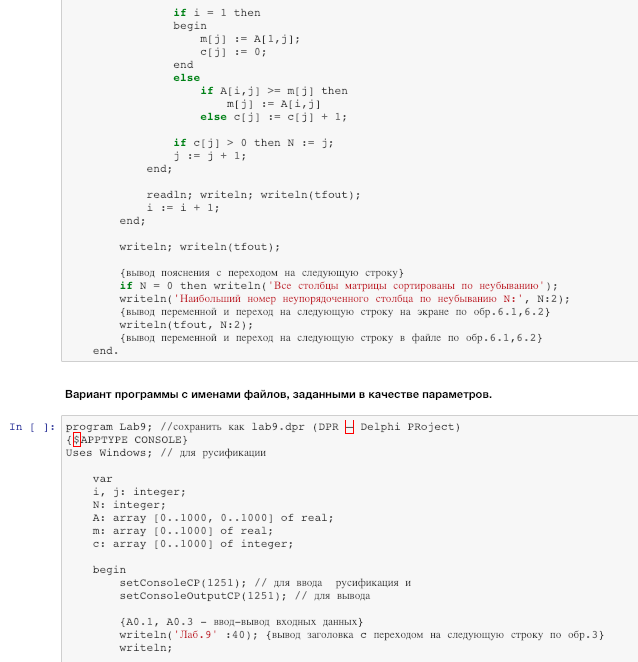 if i = 1 then
begin
m[j] := A[1,j];
c[j] := 0;
end
else
if A[i,j] >= m[j] then
m[j] := A[i,j]
else c[j] := c[j] + 1;
if c[j] > 0 then N := j;
j := j + 1;
end;
readln; writeln; writeln(tfout);
i := i + 1;
end;
writeln; writeln(tfout);
{вывод пояснения с переходом на следующую строку}
if N = 0 then writeln('Все столбцы матрицы сортированы по неубыванию');
writeln('Наибольший номер неупорядоченного столбца по неубыванию N:', N:2);
{вывод переменной и переход на следующую строку на экране по обр.6.1,6.2}
writeln(tfout, N:2);
{вывод переменной и переход на следующую строку в файле по обр.6.1,6.2}
end.
Вариант программы с именами файлов, заданными в качестве параметров.
In [ ]: program Lab9; //сохранить как lab9.dpr (DPR ├┤ Delphi PRoject)
{$APPTYPE CONSOLE}
Uses Windows; // для русификации
var
i, j: integer;
N: integer;
A: array [0..1000, 0..1000] of real;
m: array [0..1000] of real;
c: array [0..1000] of integer;
begin
setConsoleCP(1251); // для ввода русификация и
setConsoleOutputCP(1251); // для вывода
{A0.1, A0.3 - ввод-вывод входных данных}
writeln('Лаб.9' :40); {вывод заголовка с переходом на следующую строку по обр.3}
writeln;